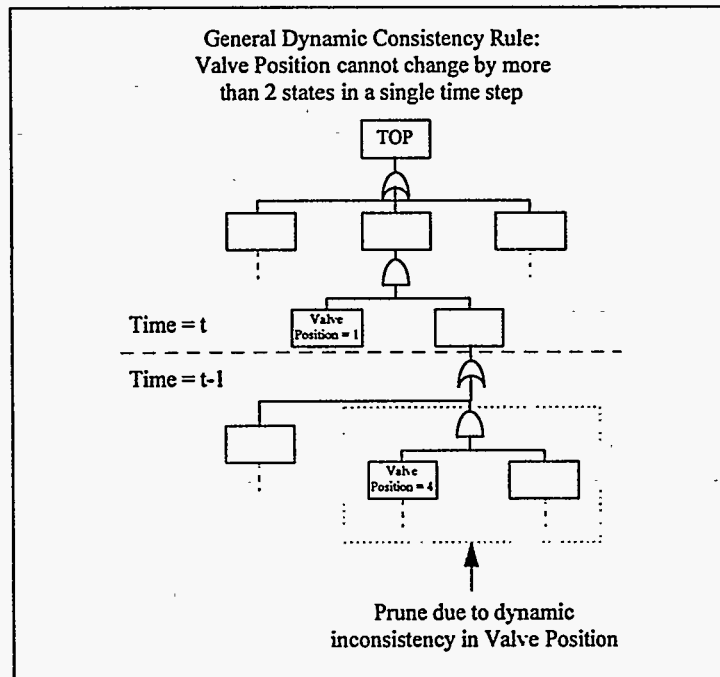 General Dynamic Consistency Rule:
Valve Position cannot change by more
than 2 states in a single time step
TOP
Time = t
Valve
Position = 1
Time = t-1
Valve
Position = 4
Prune due to dynamic
inconsistency in Valve Position